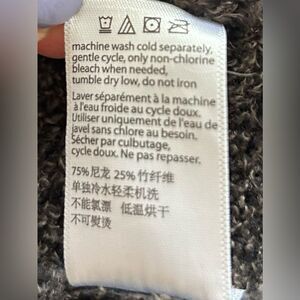 machine wash cold separately,
gentle cycle, only non-chlorine
bleach when needed,
tumble dry low, do not iron
Laver séparément à la machine
à l'eau froide au cycle doux.
Utiliser uniquement de l'eau de
javel sans chlore au besoin.
Sécher par culbutage,
cycle doux. Ne pas repasser.
75% 尼龙 25% 竹纤维
单独冷水轻柔机洗
不能氯漂 低温烘干
不可熨烫